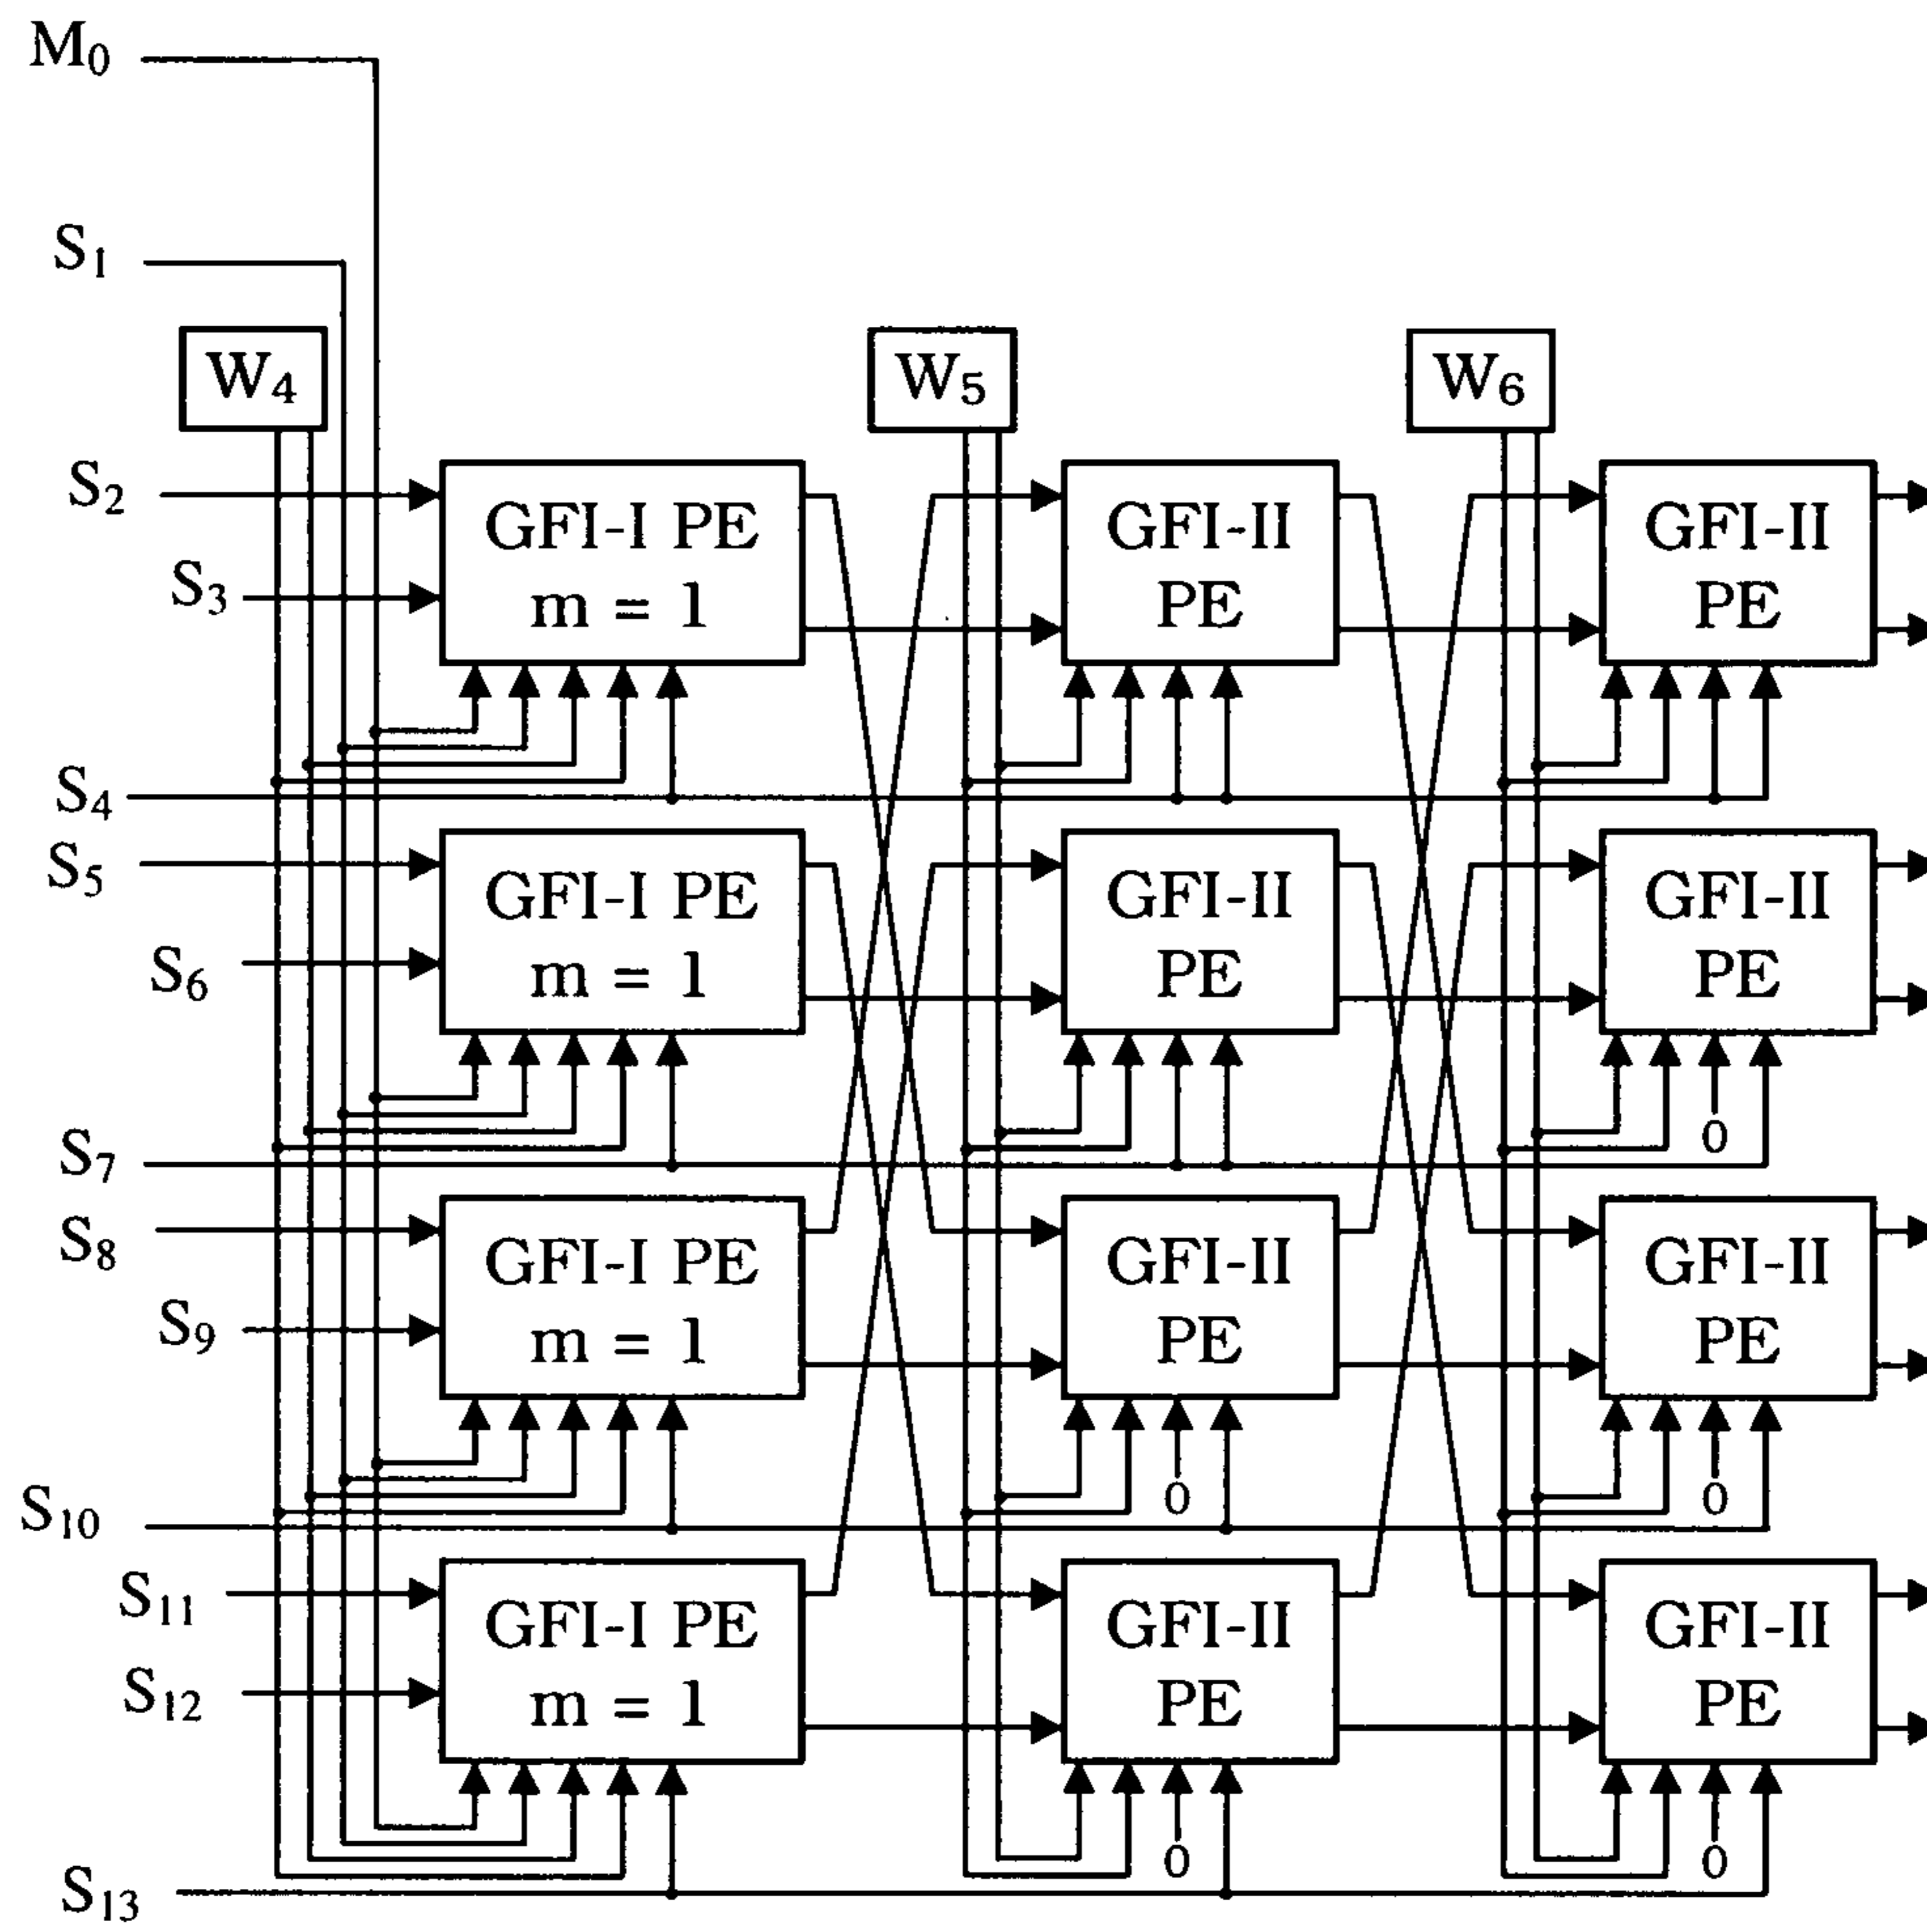 M0
S1
W4 W5 W6
S2
GFI-I PE
m = 1
GFI-II
PE
GFI-II
PE
S3
S4
S5
GFI-I PE
m = 1
GFI-II
PE
GFI-II
PE
S6
0
S7
S8
GFI-I PE
m = 1
GFI-II
PE
GFI-II
PE
S9
0
0
S10
S11
GFI-I PE
m = 1
GFI-II
PE
GFI-II
PE
S12
0
0
S13